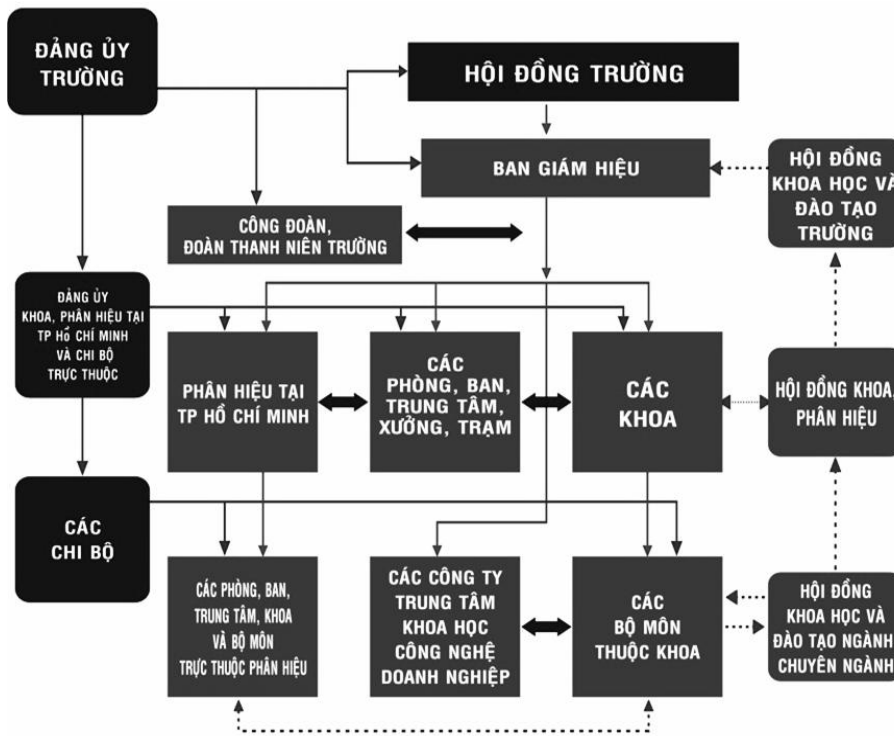 ĐẢNG ỦY
TRƯỜNG
HỘI ĐỒNG TRƯỜNG
BAN GIÁM HIỆU
HỘI ĐỒNG
KHOA HỌC VÀ
ĐÀO TẠO
TRƯỜNG
CÔNG ĐOÀN,
ĐOÀN THANH NIÊN TRƯỜNG
ĐẢNG ỦY
KHOA, PHÂN HIỆU TẠI
TP HỒ CHÍ MINH
VÀ CHI BỘ
TRỰC THUỘC
PHÂN HIỆU TẠI
TP HỒ CHÍ MINH
CÁC
PHÒNG, BAN,
TRUNG TÂM,
XƯỞNG, TRẠM
CÁC
KHOA
HỘI ĐỒNG KHOA,
PHÂN HIỆU
CÁC
CHI BỘ
CÁC PHÒNG, BAN,
TRUNG TÂM, KHOA
VÀ BỘ MÔN
TRỰC THUỘC PHÂN HIỆU
CÁC CÔNG TY
TRUNG TÂM
KHOA HỌC
CÔNG NGHỆ
DOANH NGHIỆP
CÁC
BỘ MÔN
THUỘC KHOA
HỘI ĐỒNG
KHOA HỌC VÀ
ĐÀO TẠO NGÀNH,
CHUYÊN NGÀNH